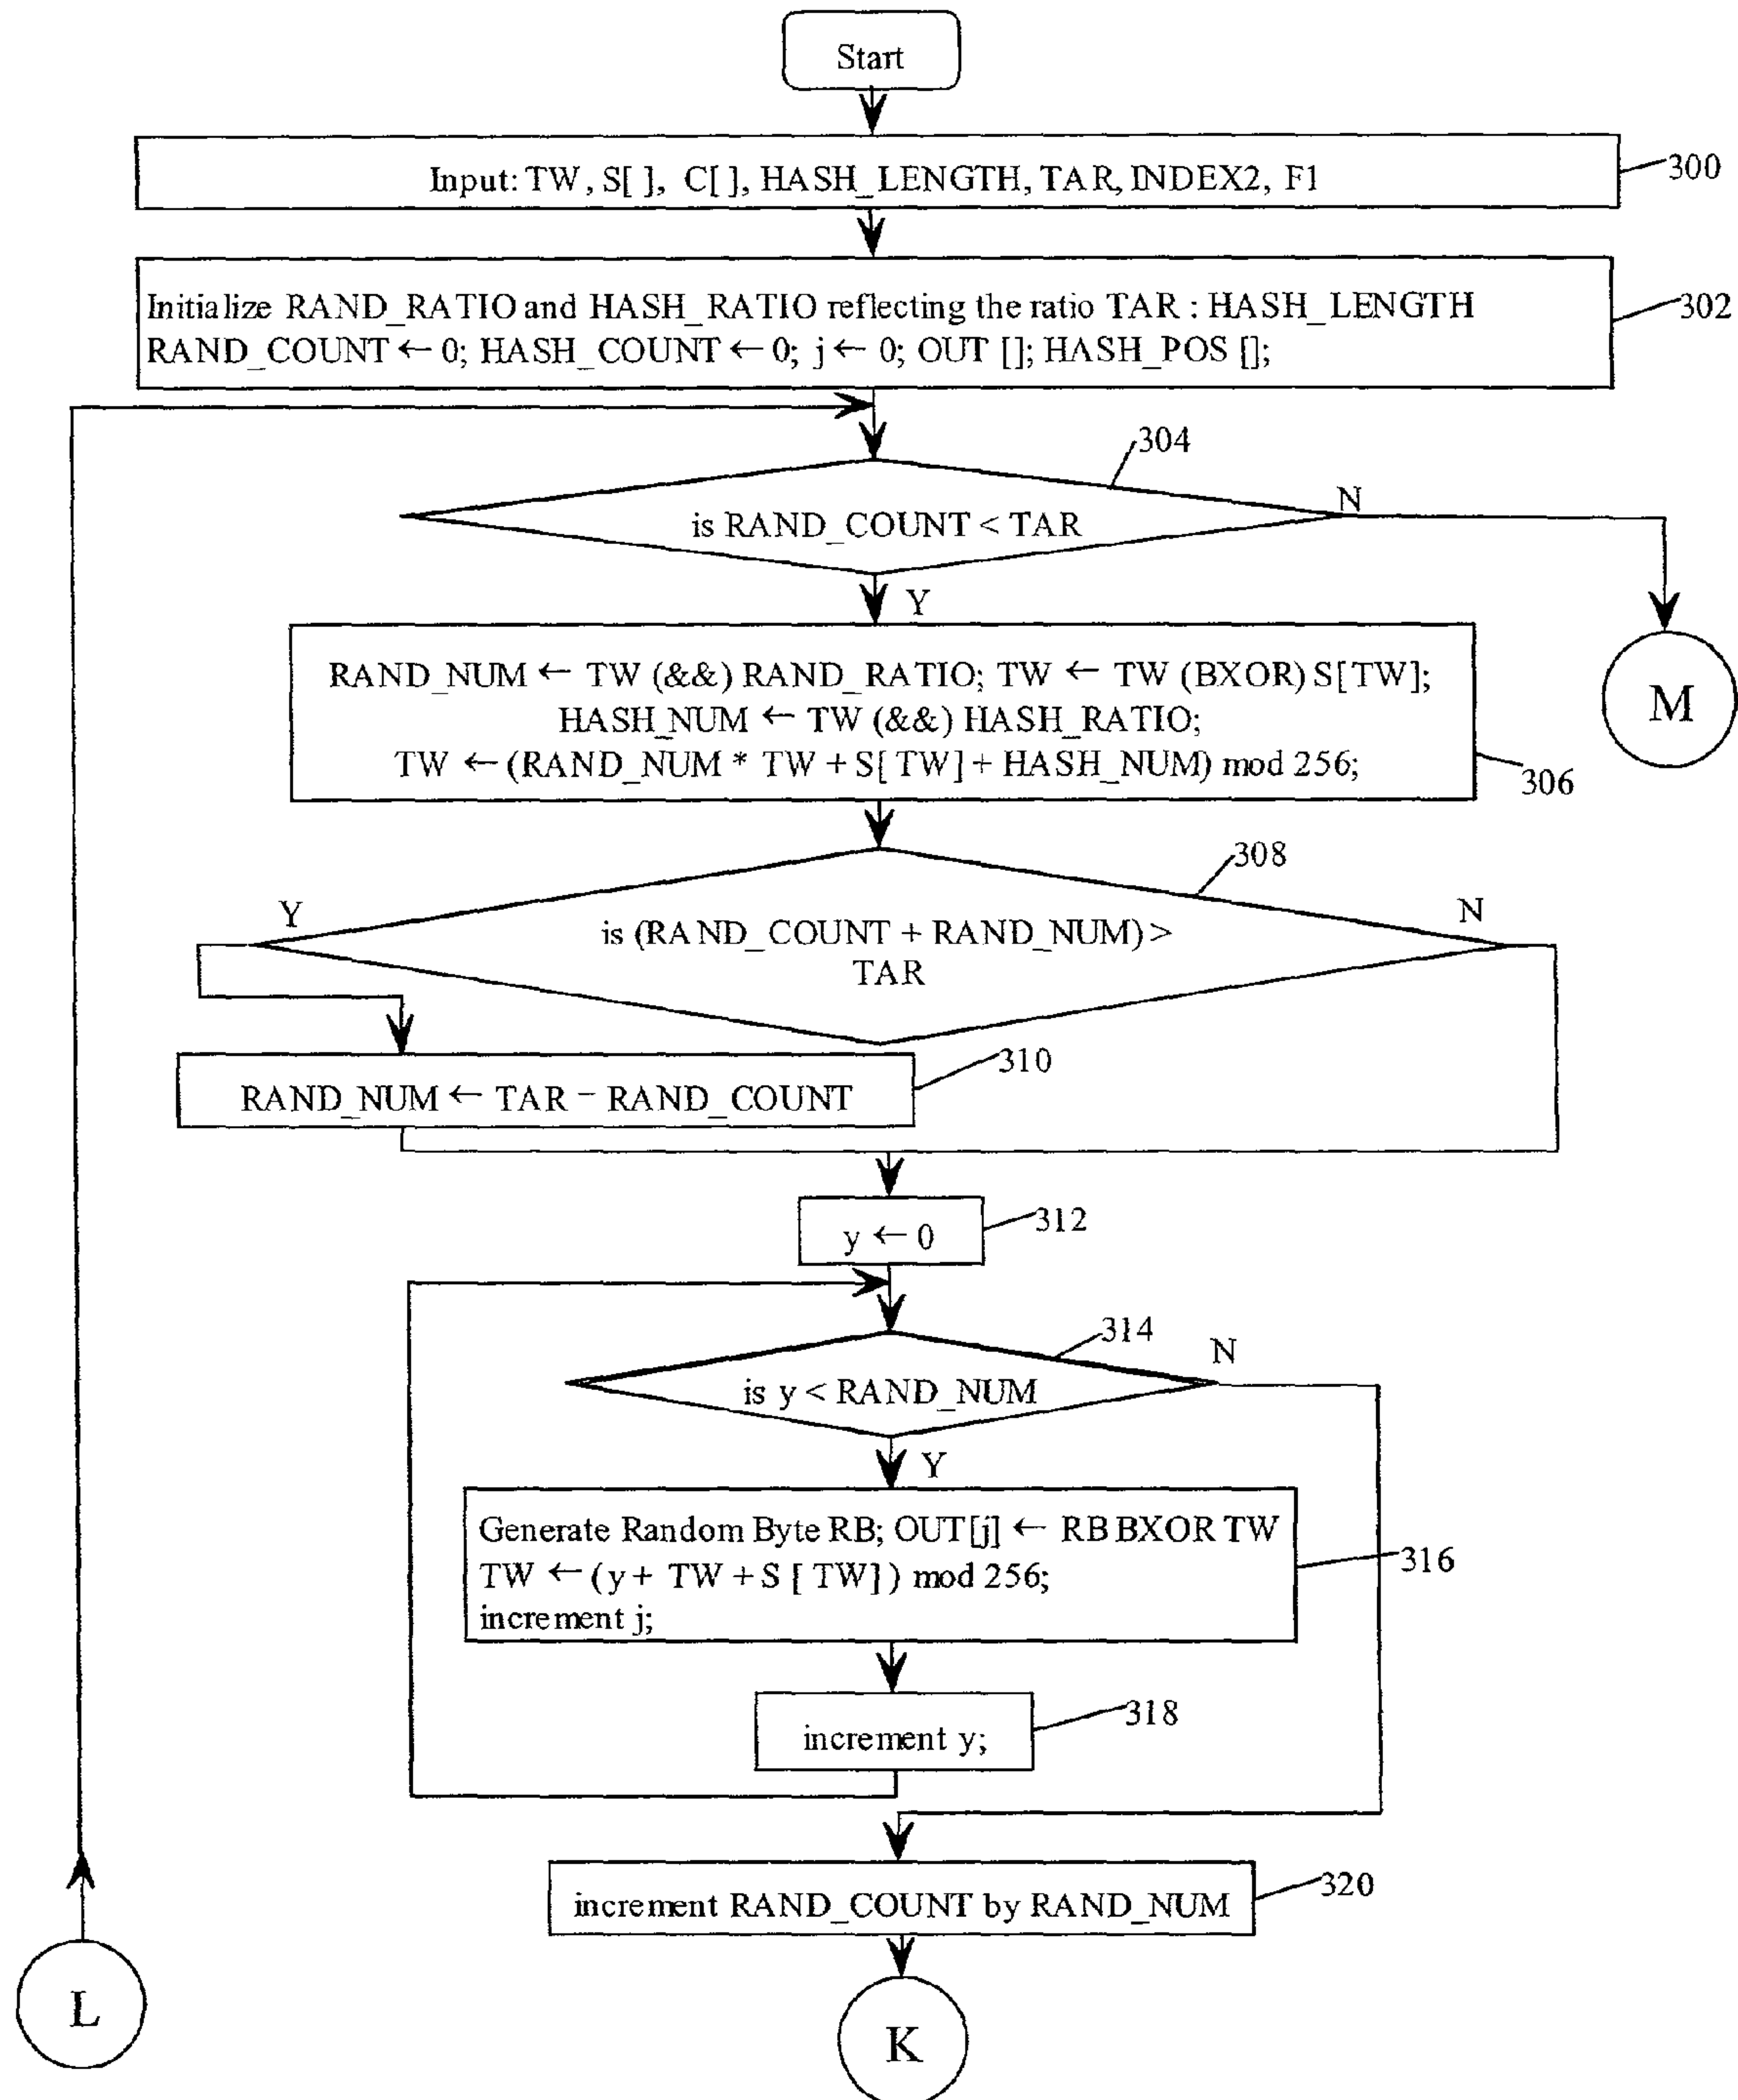 Start
Input: TW, S[ ], C[ ], HASH_LENGTH, TAR, INDEX2, F1
300
Initialize RAND_RATIO and HASH_RATIO reflecting the ratio TAR : HASH_LENGTH
RAND_COUNT ← 0; HASH_COUNT ← 0; j ← 0; OUT []; HASH_POS [];
302
304
is RAND_COUNT < TAR
N
Y
M
RAND_NUM ← TW (&&) RAND_RATIO; TW ← TW (BXOR) S[TW];
HASH_NUM ← TW (&&) HASH_RATIO;
TW ← (RAND_NUM * TW + S[TW] + HASH_NUM) mod 256;
306
308
Y
N
is (RAND_COUNT + RAND_NUM) >
TAR
310
RAND_NUM ← TAR - RAND_COUNT
y ← 0
312
314
N
is y < RAND_NUM
Y
Generate Random Byte RB; OUT[j] ← RB BXOR TW
TW ← (y + TW + S [ TW]) mod 256;
increment j;
316
increment y;
318
increment RAND_COUNT by RAND_NUM
320
L
K